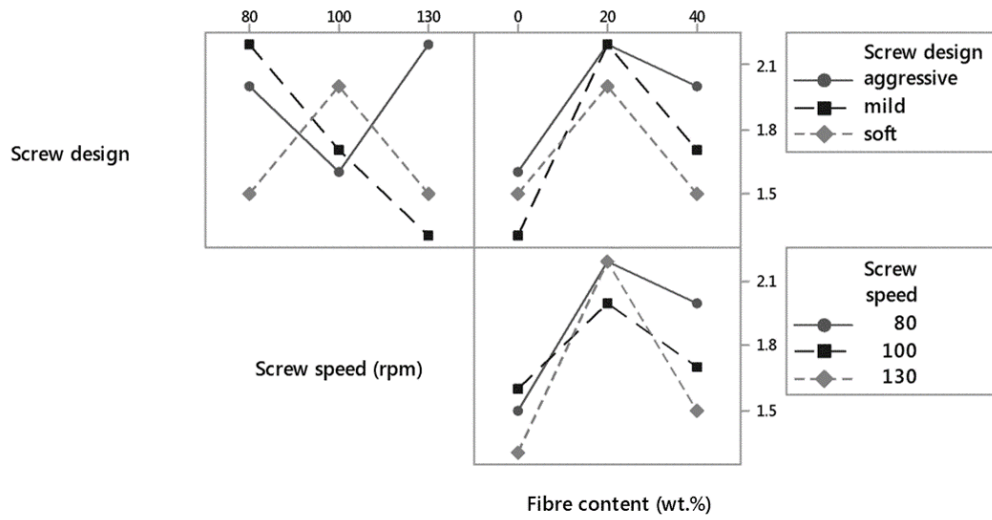 80 100 130 0 20 40
Screw design
aggressive
mild
soft
2.1
1.8
1.5
Screw design
Screw
speed
80
100
130
2.1
1.8
1.5
Screw speed (rpm)
Fibre content (wt.%)